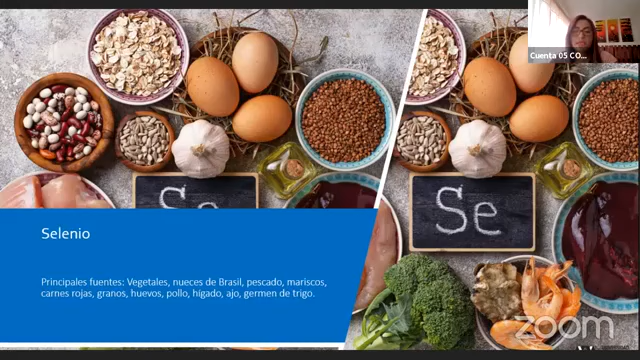 Cuenta 05 CO...
Se
Se
Selenio
Principales fuentes: Vegetales, nueces de Brasil, pescado, mariscos,
carnes rojas, granos, huevos, pollo, hígado, ajo, germen de trigo.
zoom